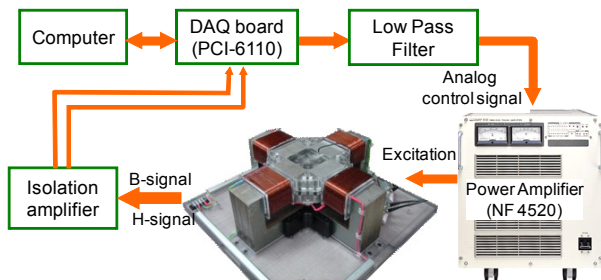 Computer
DAQ board
(PCI-6110)
Low Pass
Filter
Analog
control signal
Excitation
Power Amplifier
(NF 4520)
B-signal
H-signal
Isolation
amplifier